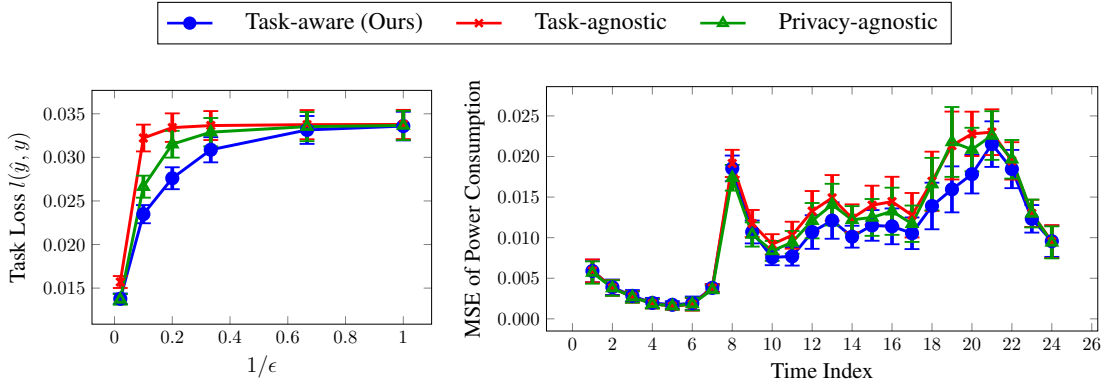 Task-aware (Ours) Task-agnostic Privacy-agnostic
Task Loss l(ŷ, y)
0.035
0.030
0.025
0.020
0.015
0 0.2 0.4 0.6 0.8 1
1/ϵ
MSE of Power Consumption
0.025
0.020
0.015
0.010
0.005
0.000
0 2 4 6 8 10 12 14 16 18 20 22 24 26
Time Index